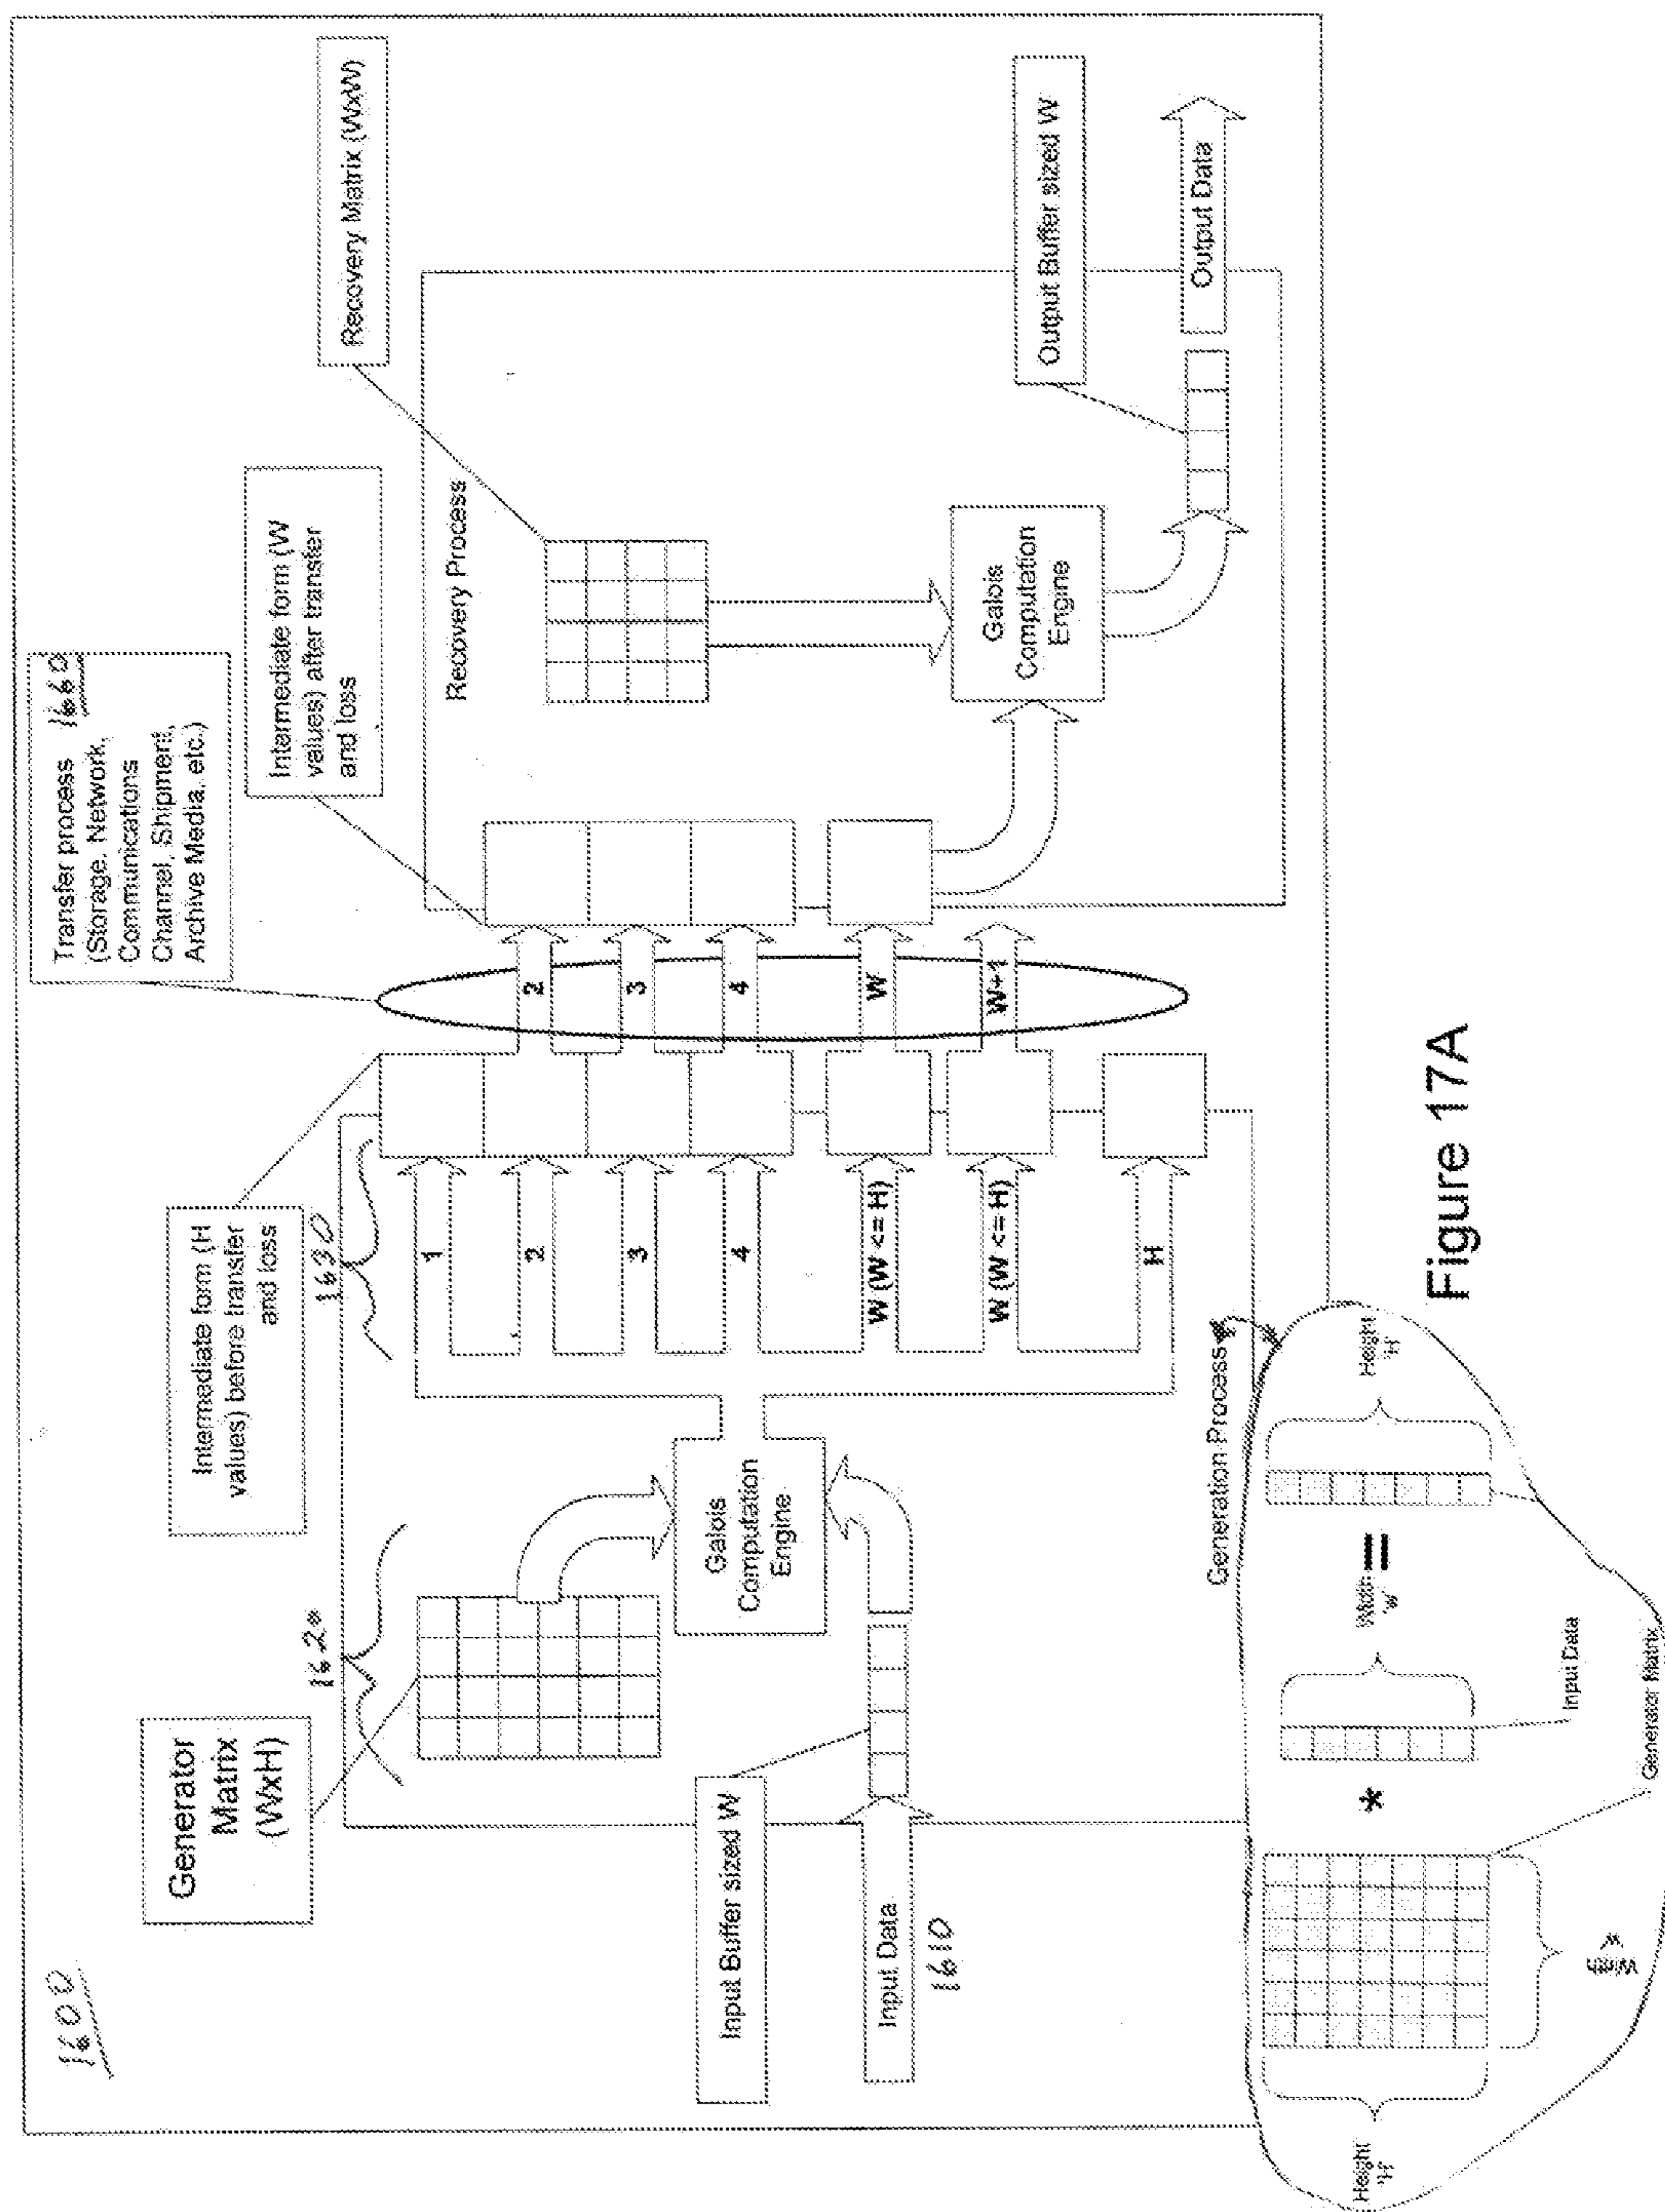 1600
Transfer process 1660
(Storage, Network,
Communications
Channel, Shipment,
Archive Media, etc.)
Generator
Matrix
(WxH)
1620
Intermediate form (H
values) before transfer
and loss
1630
Intermediate form (W
values) after transfer
and loss
Recovery Matrix (WxW)
Recovery Process
Input Buffer sized W
Input Data
1610
Galois
Computation
Engine
1
2
3
4
W (W <= H)
W (W <= H)
H
2
3
4
W
W+1
Galois
Computation
Engine
Output Buffer sized W
Output Data
Generation Process
Height
'H'
*
Width
'w'
=
Height
'H'
Width
Input Data
Generator Matrix
Figure 17A